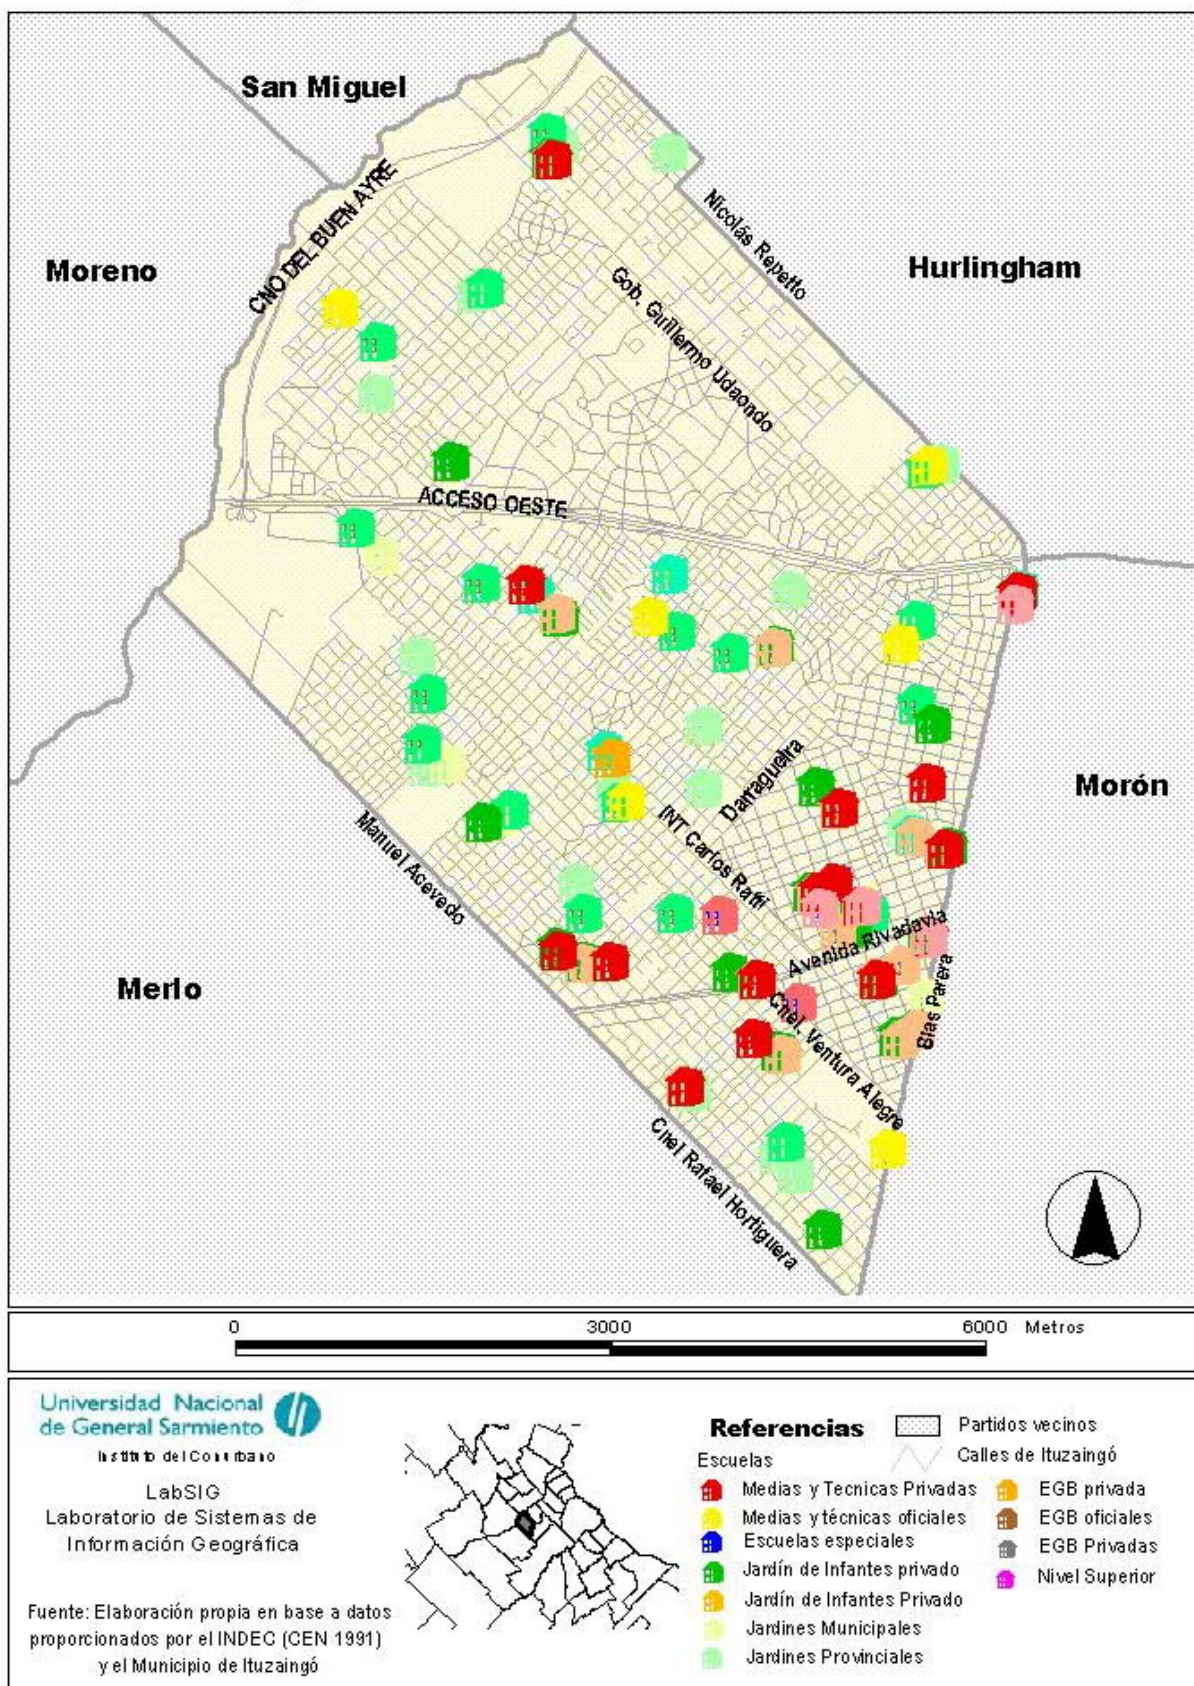 San Miguel
CNO DEL BUEN AYRE
Moreno
Nicolás Repetto
Hurlingham
Gob. Guillermo Udaondo
ACCESO OESTE
Darragueira
Morón
INT Carlos Ratti
Manuel Acevedo
Avenida Rivadavia
Merlo
Blas Parera
Cnel. Ventura Alegre
Cnel Rafael Hortiguera
0 3000 6000 Metros
Universidad Nacional
de General Sarmiento
Instituto del Conurbano
LabSIG
Laboratorio de Sistemas de
Información Geográfica
Fuente: Elaboración propia en base a datos
proporcionados por el INDEC (CEN 1991)
y el Municipio de Ituzaingó
Referencias
Partidos vecinos
Calles de Ituzaingó
Escuelas
Medias y Tecnicas Privadas
Medias y técnicas oficiales
Escuelas especiales
Jardín de Infantes privado
Jardín de Infantes Privado
Jardines Municipales
Jardines Provinciales
EGB privada
EGB oficiales
EGB Privadas
Nivel Superior